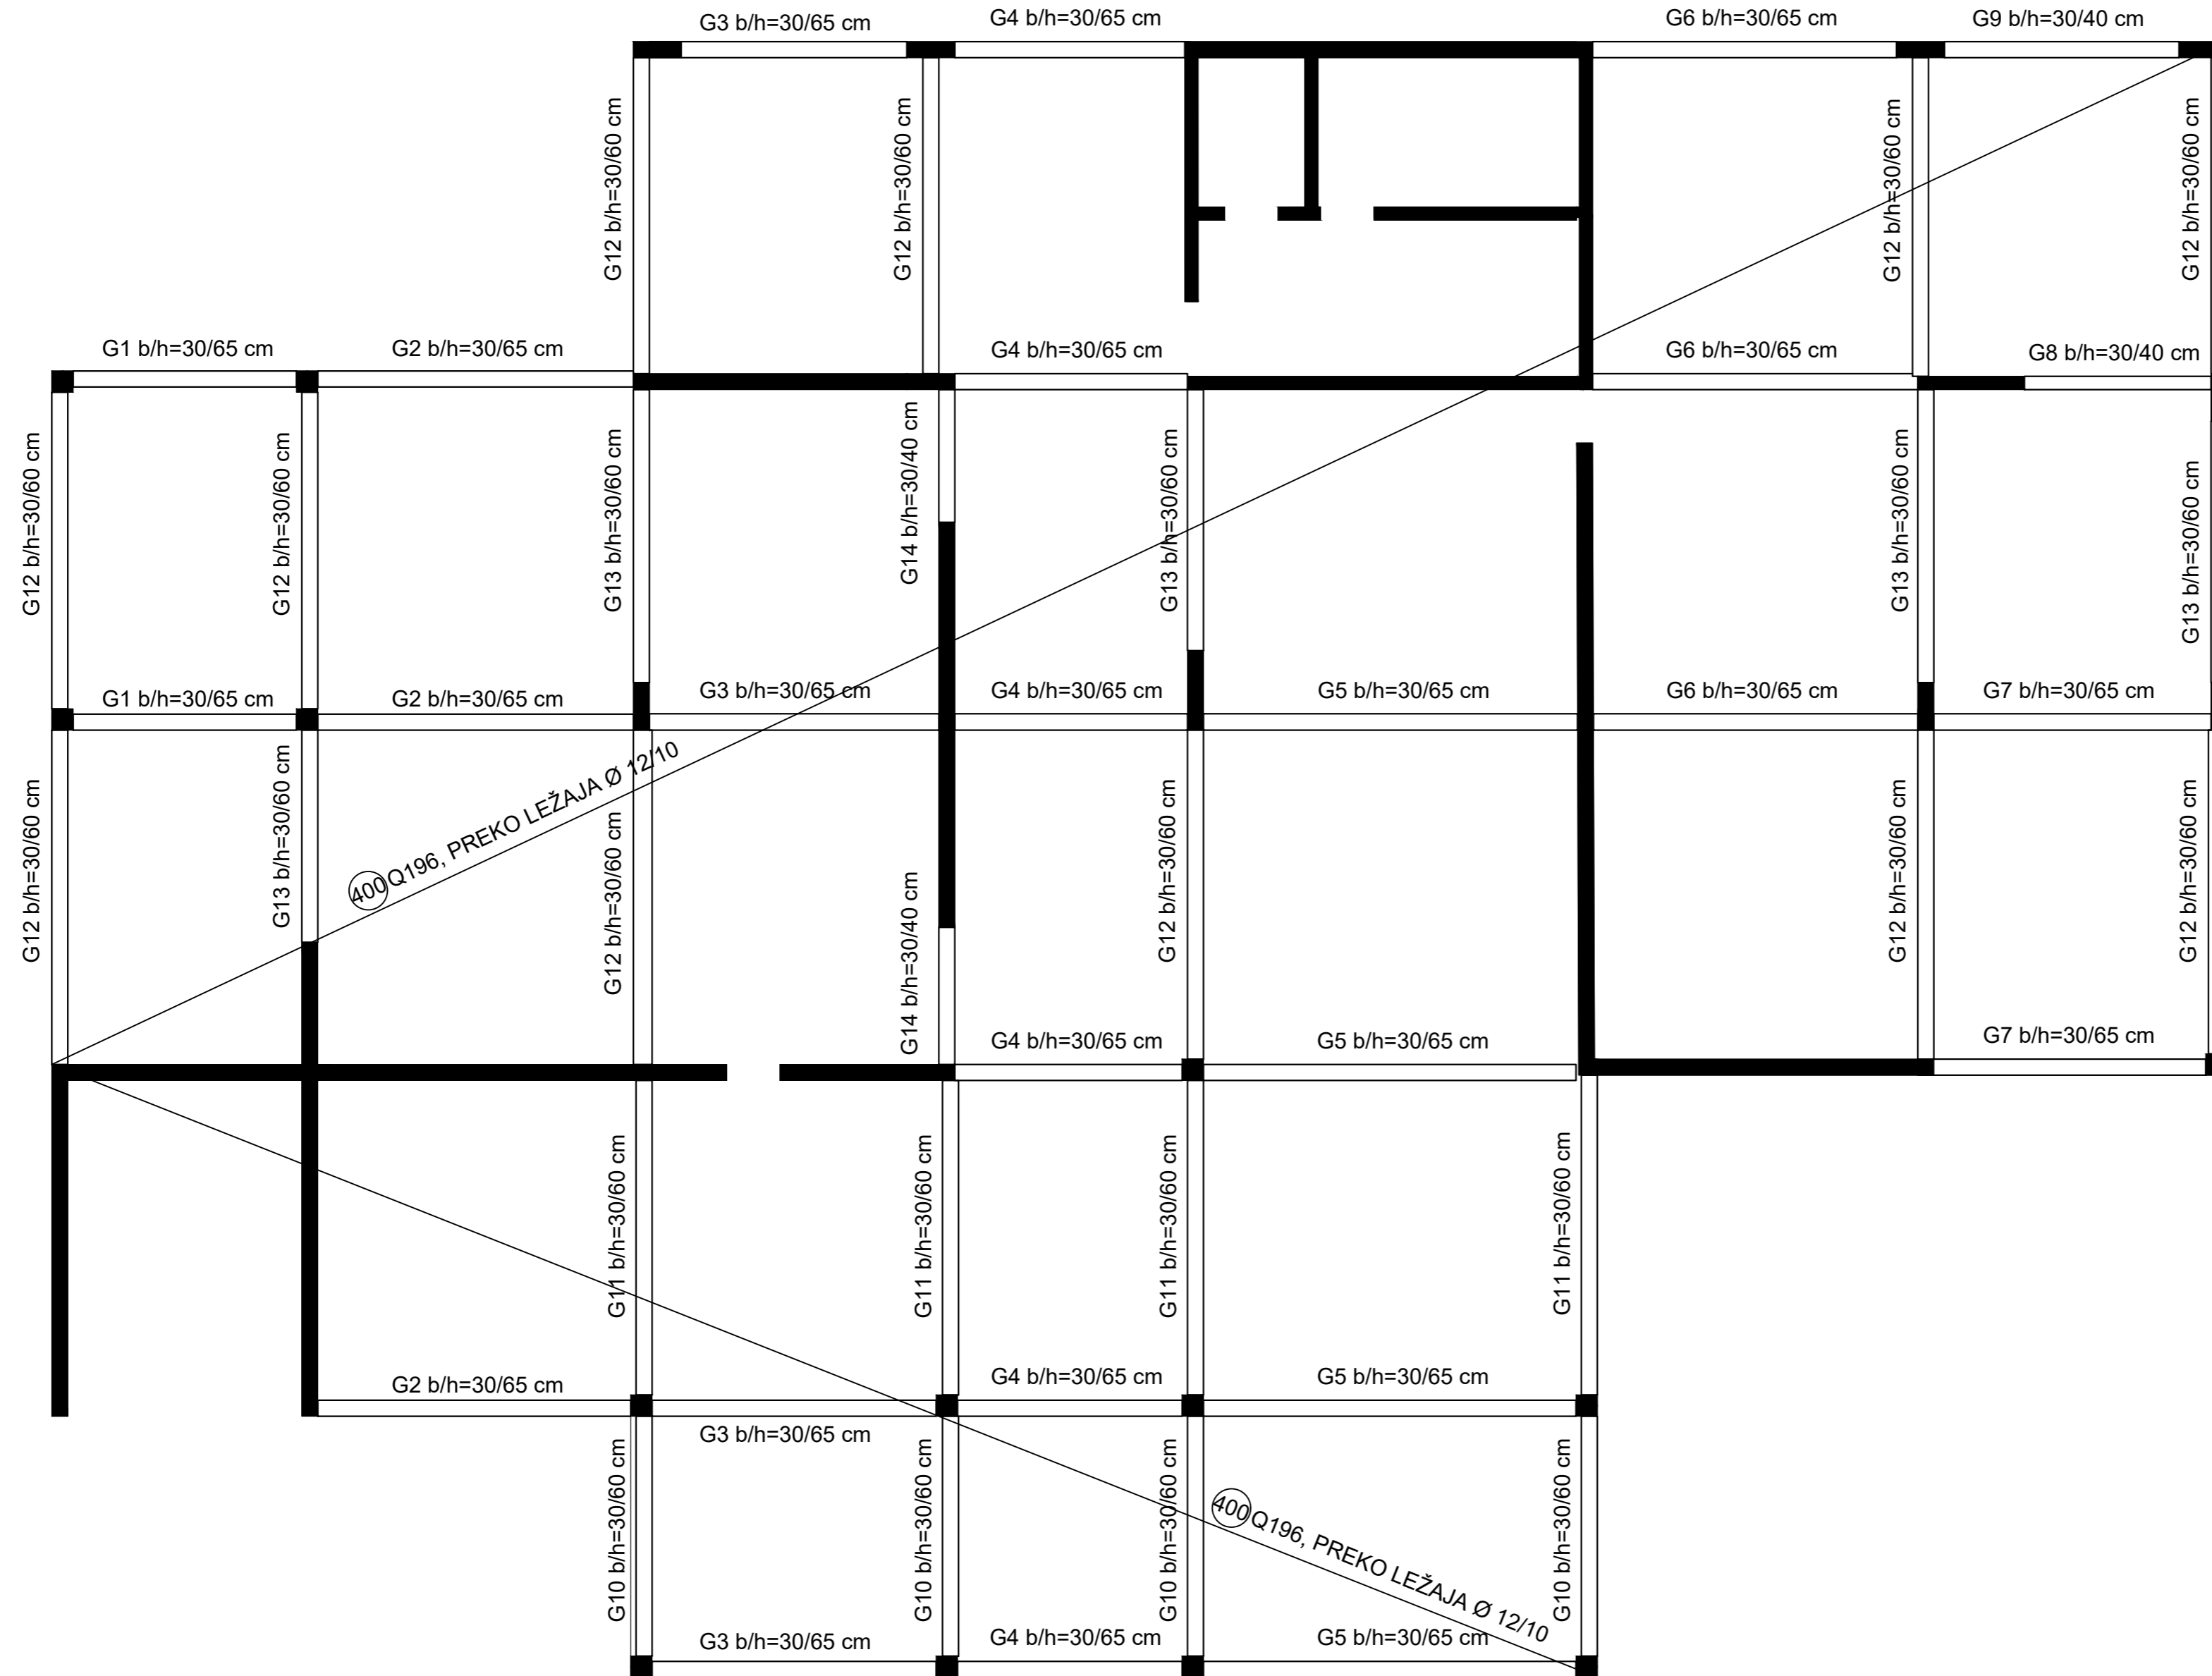 G3 b/h=30/65 cm
G4 b/h=30/65 cm
G6 b/h=30/65 cm
G9 b/h=30/40 cm
G12 b/h=30/60 cm
G12 b/h=30/60 cm
G12 b/h=30/60 cm
G12 b/h=30/60 cm
G1 b/h=30/65 cm
G2 b/h=30/65 cm
G4 b/h=30/65 cm
G6 b/h=30/65 cm
G8 b/h=30/40 cm
G12 b/h=30/60 cm
G12 b/h=30/60 cm
G13 b/h=30/60 cm
G14 b/h=30/40 cm
G13 b/h=30/60 cm
G13 b/h=30/60 cm
G13 b/h=30/60 cm
G1 b/h=30/65 cm
G2 b/h=30/65 cm
G3 b/h=30/65 cm
G4 b/h=30/65 cm
G5 b/h=30/65 cm
G6 b/h=30/65 cm
G7 b/h=30/65 cm
400 Q196, PREKO LEŽAJA Ø 12/10
G12 b/h=30/60 cm
G13 b/h=30/60 cm
G12 b/h=30/60 cm
G14 b/h=30/40 cm
G12 b/h=30/60 cm
G12 b/h=30/60 cm
G12 b/h=30/60 cm
G4 b/h=30/65 cm
G5 b/h=30/65 cm
G7 b/h=30/65 cm
G11 b/h=30/60 cm
G11 b/h=30/60 cm
G11 b/h=30/60 cm
G11 b/h=30/60 cm
G2 b/h=30/65 cm
G4 b/h=30/65 cm
G5 b/h=30/65 cm
G3 b/h=30/65 cm
G10 b/h=30/60 cm
G10 b/h=30/60 cm
G10 b/h=30/60 cm
G10 b/h=30/60 cm
400 Q196, PREKO LEŽAJA Ø 12/10
G3 b/h=30/65 cm
G4 b/h=30/65 cm
G5 b/h=30/65 cm